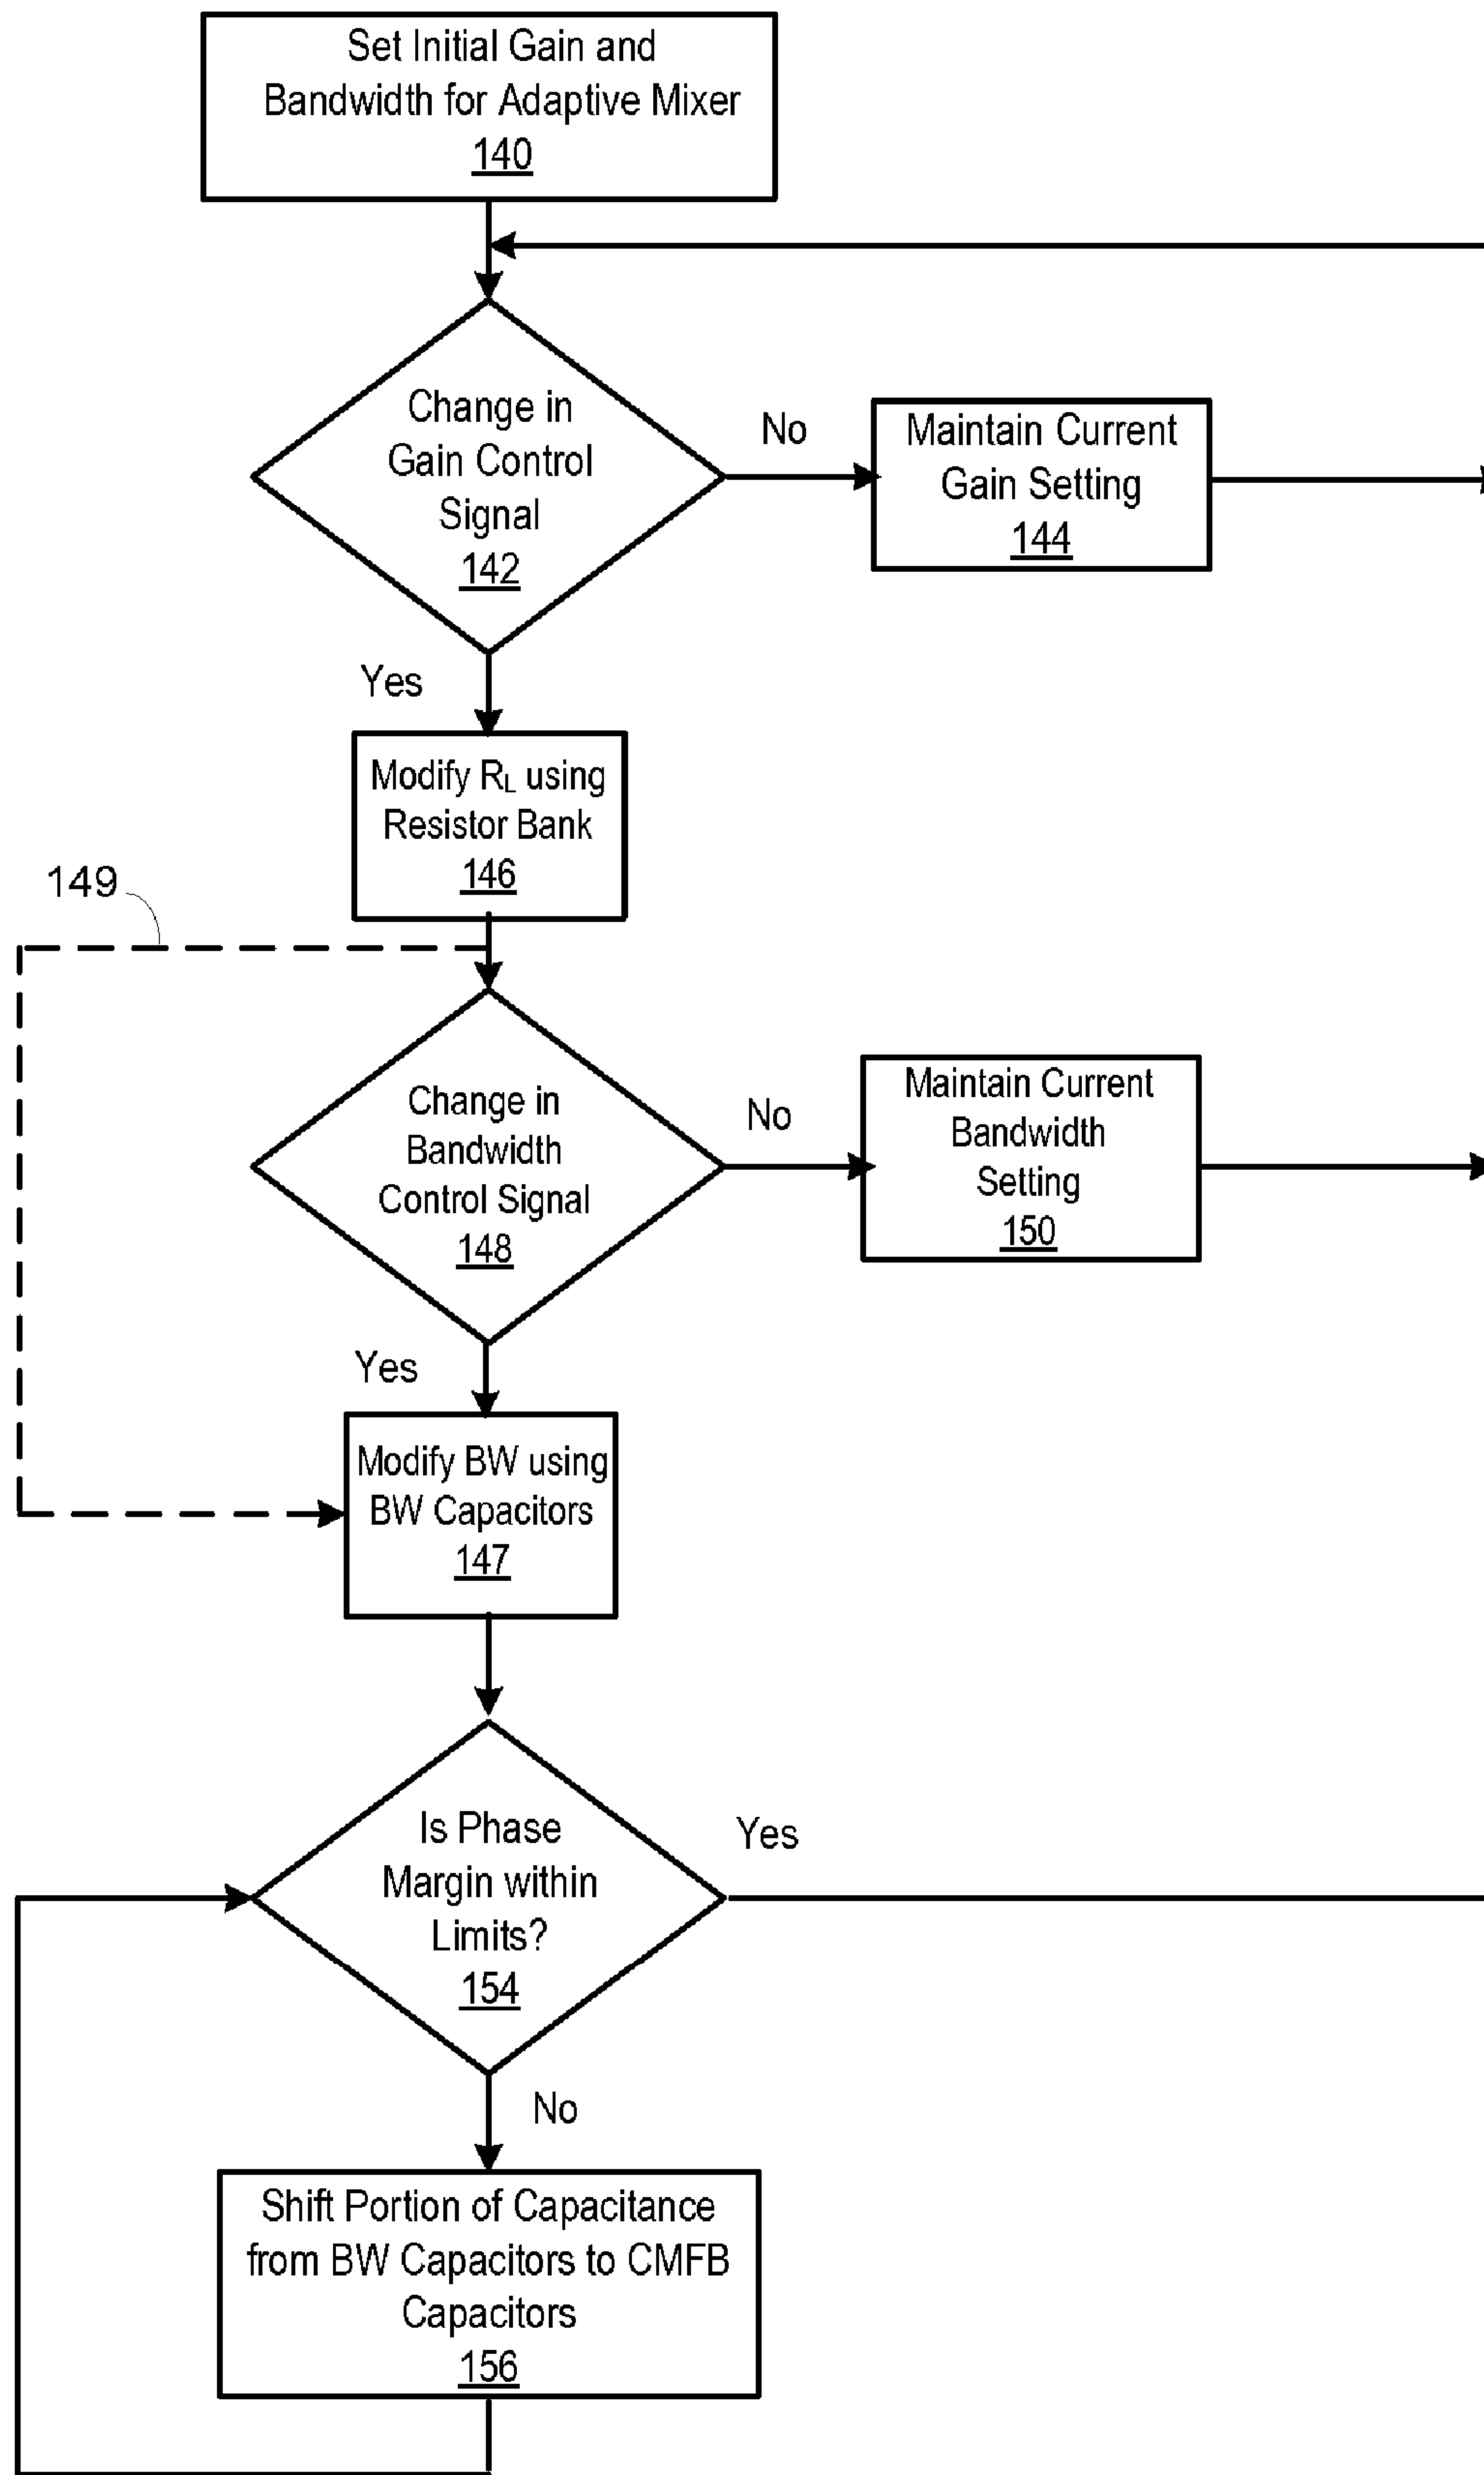 Set Initial Gain and
Bandwidth for Adaptive Mixer
140
Change in
Gain Control
Signal
142
No
Maintain Current
Gain Setting
144
Yes
Modify RL using
Resistor Bank
146
149
Change in
Bandwidth
Control Signal
148
No
Maintain Current
Bandwidth
Setting
150
Yes
Modify BW using
BW Capacitors
147
Is Phase
Margin within
Limits?
154
Yes
No
Shift Portion of Capacitance
from BW Capacitors to CMFB
Capacitors
156